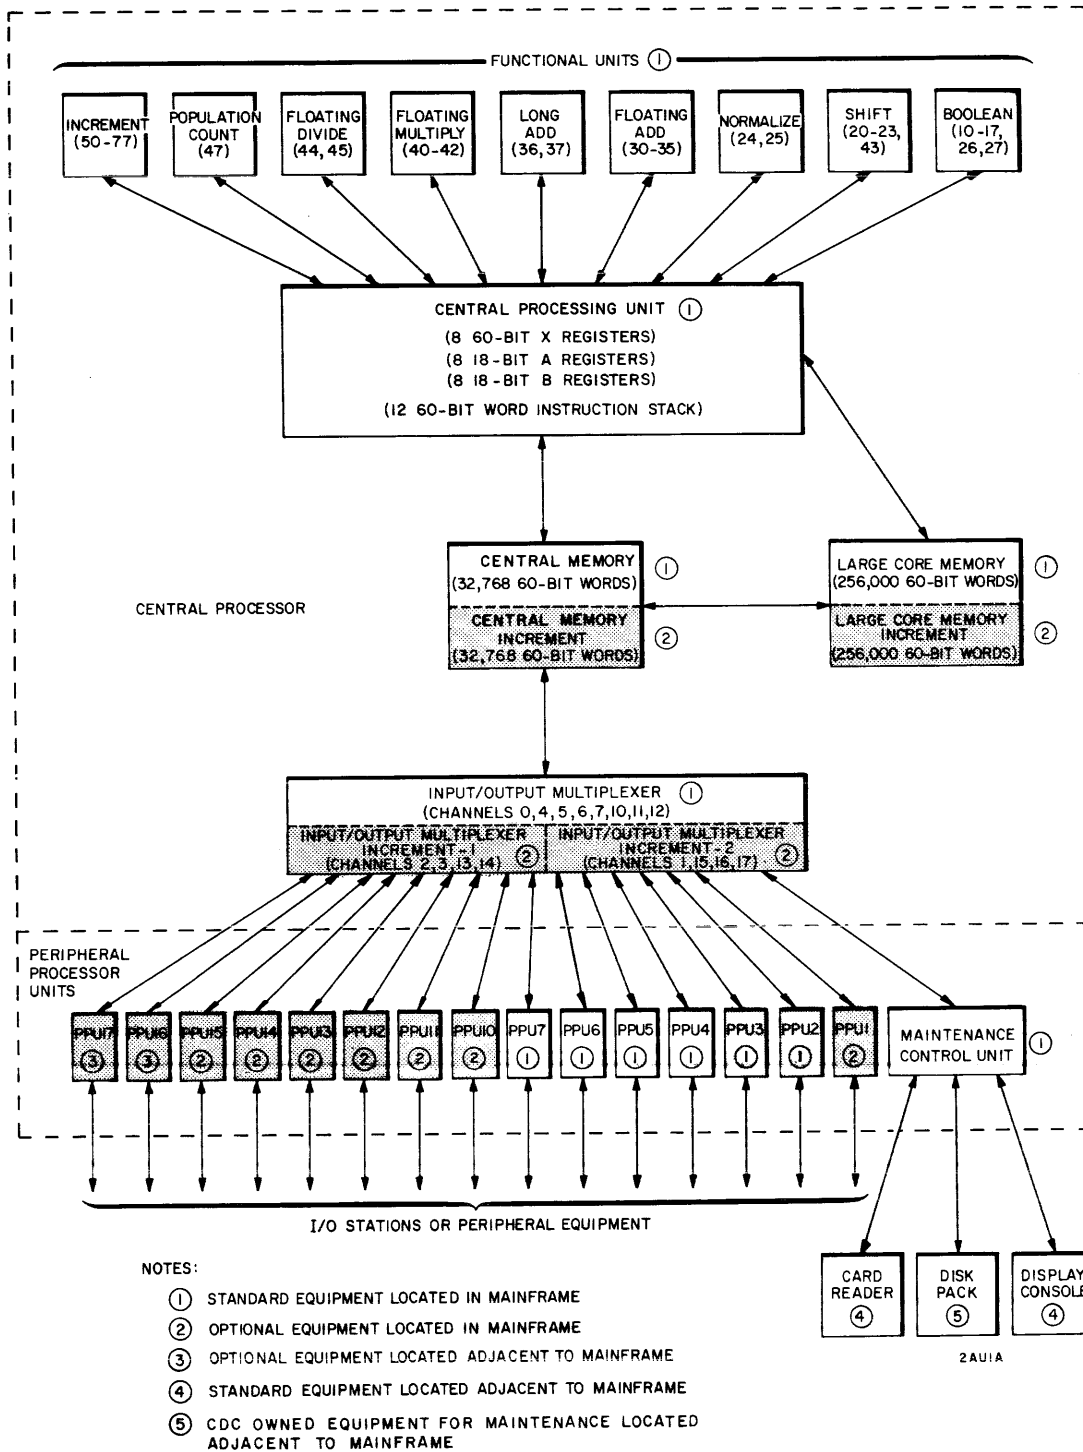 FUNCTIONAL UNITS ①
INCREMENT
(50-77)
POPULATION
COUNT
(47)
FLOATING
DIVIDE
(44,45)
FLOATING
MULTIPLY
(40-42)
LONG
ADD
(36,37)
FLOATING
ADD
(30-35)
NORMALIZE
(24,25)
SHIFT
(20-23,
43)
BOOLEAN
(10-17,
26,27)
CENTRAL PROCESSING UNIT ①
(8 60-BIT X REGISTERS)
(8 18-BIT A REGISTERS)
(8 18-BIT B REGISTERS)
(12 60-BIT WORD INSTRUCTION STACK)
CENTRAL PROCESSOR
CENTRAL MEMORY ①
(32,768 60-BIT WORDS)
CENTRAL MEMORY
INCREMENT ②
(32,768 60-BIT WORDS)
LARGE CORE MEMORY ①
(256,000 60-BIT WORDS)
LARGE CORE MEMORY
INCREMENT ②
(256,000 60-BIT WORDS)
INPUT/OUTPUT MULTIPLEXER ①
(CHANNELS 0,4,5,6,7,10,11,12)
INPUT/OUTPUT MULTIPLEXER
INCREMENT-1 ②
(CHANNELS 2,3,13,14)
INPUT/OUTPUT MULTIPLEXER
INCREMENT-2 ②
(CHANNELS 1,15,16,17)
PERIPHERAL
PROCESSOR
UNITS
PPU17
③
PPU16
③
PPU15
②
PPU14
②
PPU13
②
PPU12
②
PPU11
②
PPU10
②
PPU7
①
PPU6
①
PPU5
①
PPU4
①
PPU3
①
PPU2
①
PPU1
②
MAINTENANCE
CONTROL UNIT ①
I/O STATIONS OR PERIPHERAL EQUIPMENT
CARD
READER
④
DISK
PACK
⑤
DISPLAY
CONSOLE
④
2AU1A
NOTES:
① STANDARD EQUIPMENT LOCATED IN MAINFRAME
② OPTIONAL EQUIPMENT LOCATED IN MAINFRAME
③ OPTIONAL EQUIPMENT LOCATED ADJACENT TO MAINFRAME
④ STANDARD EQUIPMENT LOCATED ADJACENT TO MAINFRAME
⑤ CDC OWNED EQUIPMENT FOR MAINTENANCE LOCATED
ADJACENT TO MAINFRAME